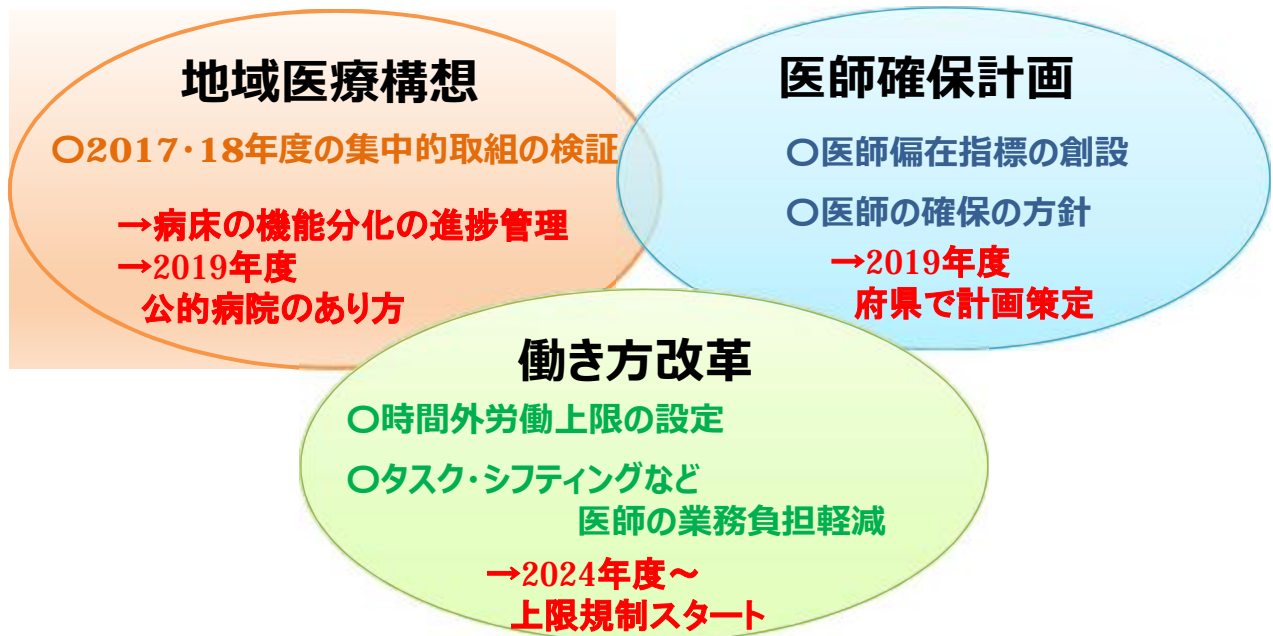 地域医療構想
〇2017・18年度の集中的取組の検証
→病床の機能分化の進捗管理
→2019年度
公的病院のあり方
医師確保計画
〇医師偏在指標の創設
〇医師の確保の方針
→2019年度
府県で計画策定
働き方改革
〇時間外労働上限の設定
〇タスク・シフティングなど
医師の業務負担軽減
→2024年度～
上限規制スタート